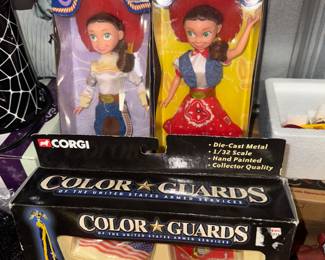 CORGI
• Die-Cast Metal
• 1/32 Scale
• Hand Painted
• Collector Quality
COLOR★GUARDS
OF THE UNITED STATES ARMED SERVICES
COLOR★GUARDS
OF THE UNITED STATES ARMED SERVICES